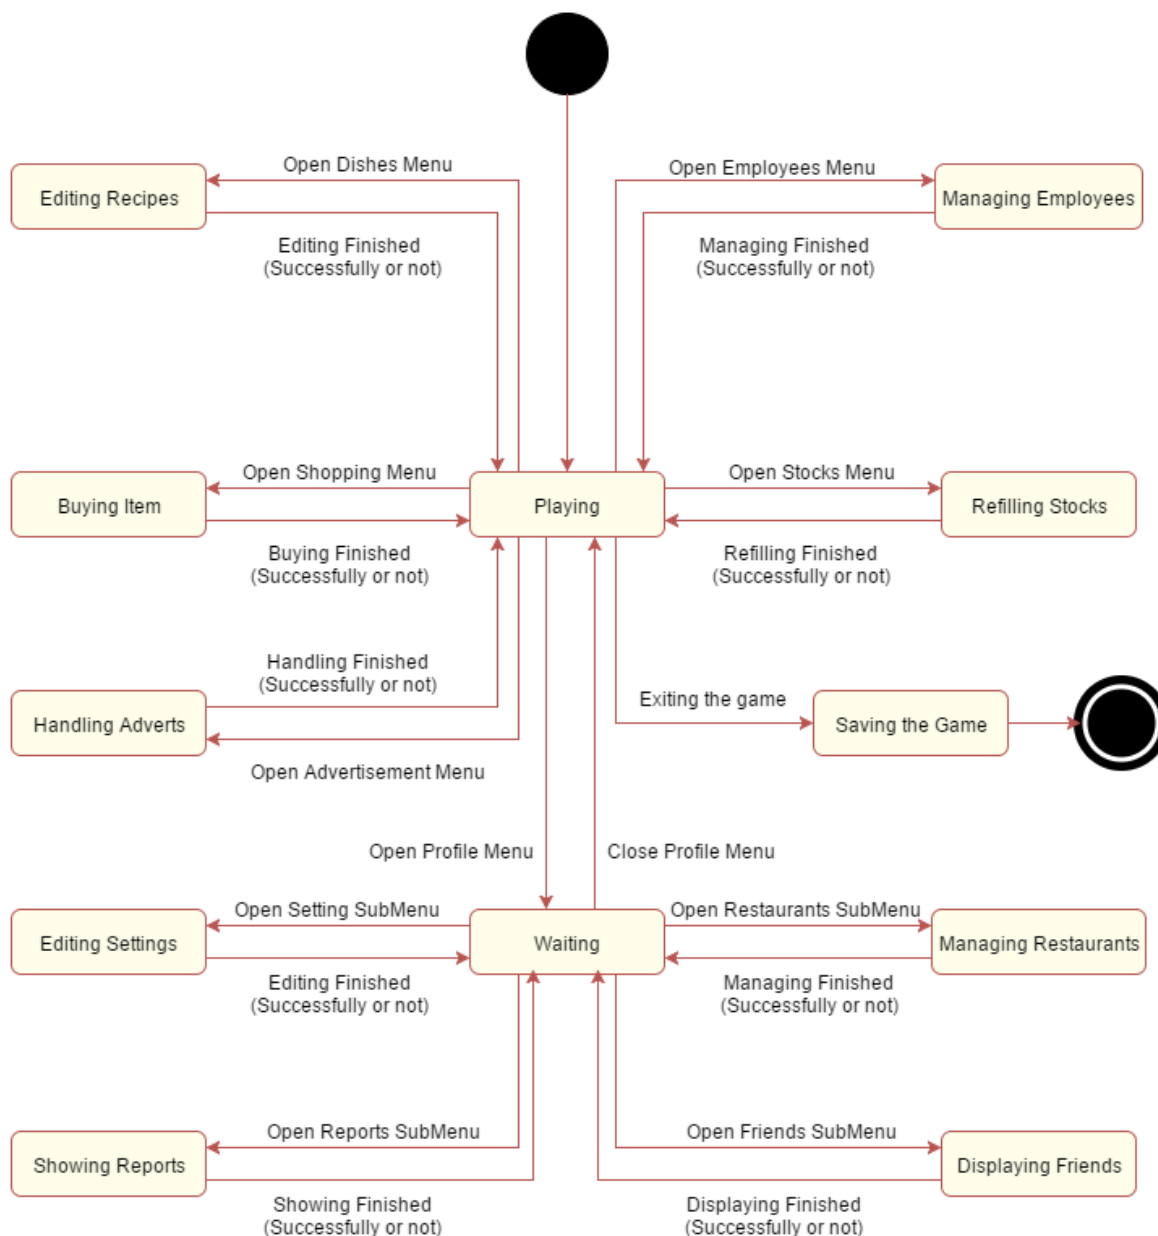 Open Dishes Menu
Open Employees Menu
Editing Recipes
Managing Employees
Editing Finished
(Successfully or not)
Managing Finished
(Successfully or not)
Open Shopping Menu
Open Stocks Menu
Buying Item
Playing
Refilling Stocks
Buying Finished
(Successfully or not)
Refilling Finished
(Successfully or not)
Handling Finished
(Successfully or not)
Exiting the game
Handling Adverts
Saving the Game
Open Advertisement Menu
Open Profile Menu
Close Profile Menu
Open Setting SubMenu
Open Restaurants SubMenu
Editing Settings
Waiting
Managing Restaurants
Editing Finished
(Successfully or not)
Managing Finished
(Successfully or not)
Open Reports SubMenu
Open Friends SubMenu
Showing Reports
Displaying Friends
Showing Finished
(Successfully or not)
Displaying Finished
(Successfully or not)